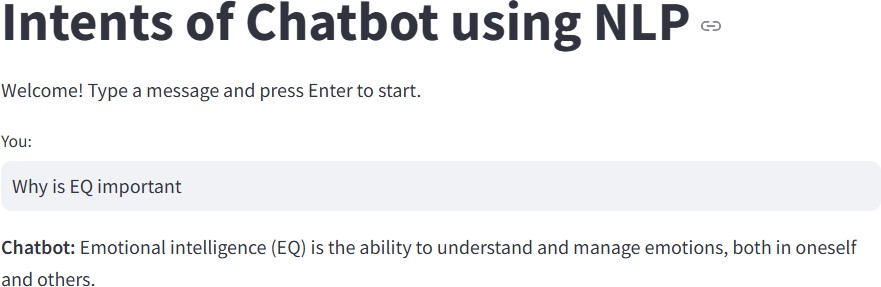 Intents of Chatbot using NLP
Welcome! Type a message and press Enter to start.
You:
Why is EQ important
Chatbot: Emotional intelligence (EQ) is the ability to understand and manage emotions, both in oneself
and others.